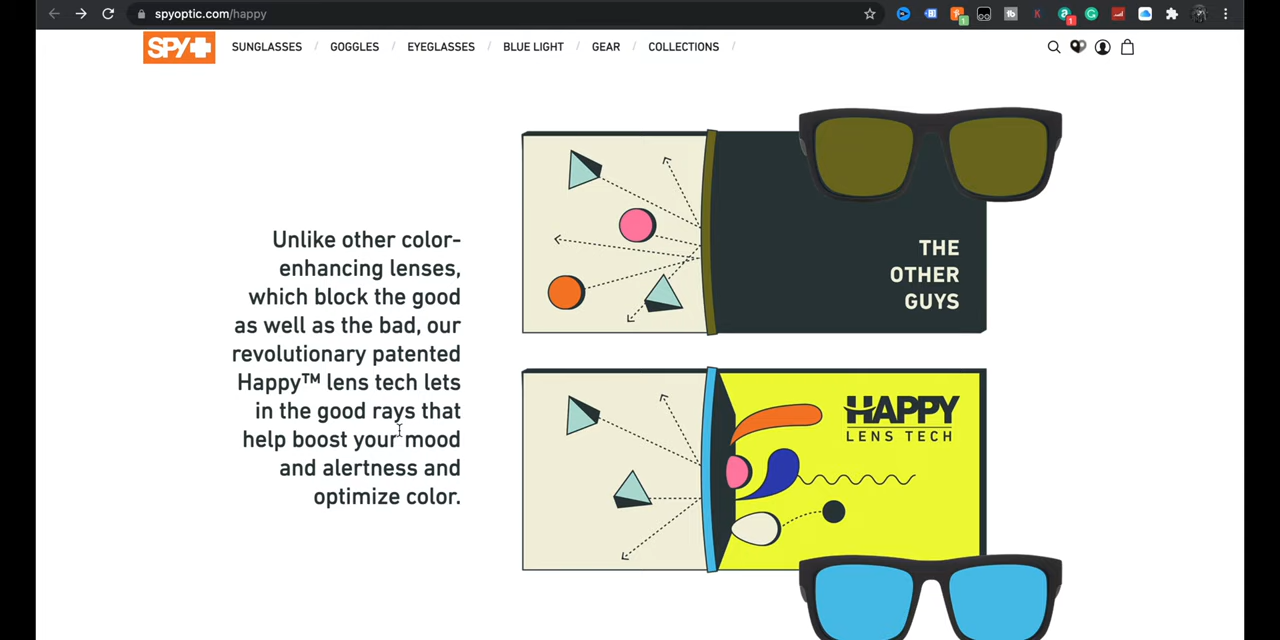 spyoptic.com/happy
SPY+
SUNGLASSES / GOGGLES / EYEGLASSES / BLUE LIGHT / GEAR / COLLECTIONS /
Unlike other color-
enhancing lenses,
which block the good
as well as the bad, our
revolutionary patented
Happy™ lens tech lets
in the good rays that
help boost your mood
and alertness and
optimize color.
THE
OTHER
GUYS
HAPPY
LENS TECH